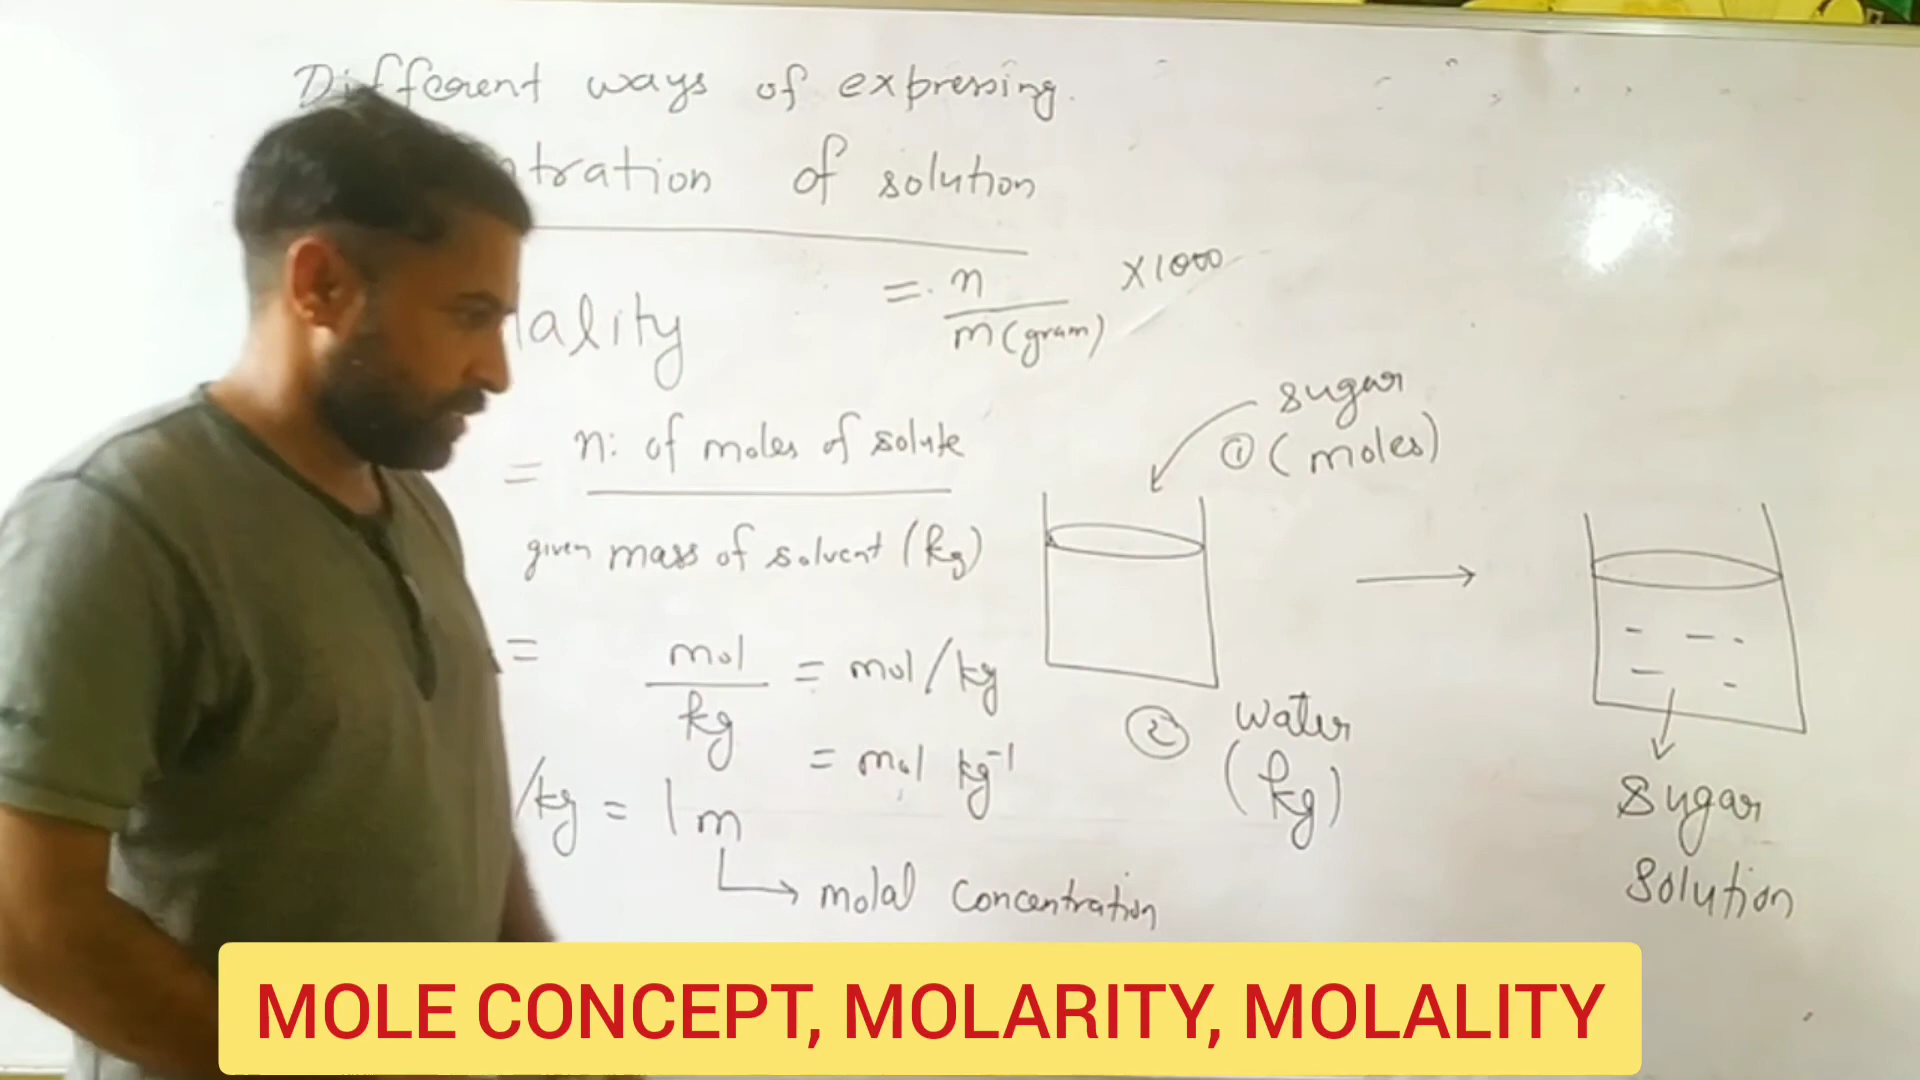 Different ways of expressing.
ntration of solution
ality
= n / m (gram) × 1000
= n: of moles of solute
given mass of solvent (kg)
sugar
① (moles)
= mol / kg = mol/kg
= mol kg⁻¹
/kg = 1 m
molal concentration
② water
(kg)
Sugar
Solution
MOLE CONCEPT, MOLARITY, MOLALITY